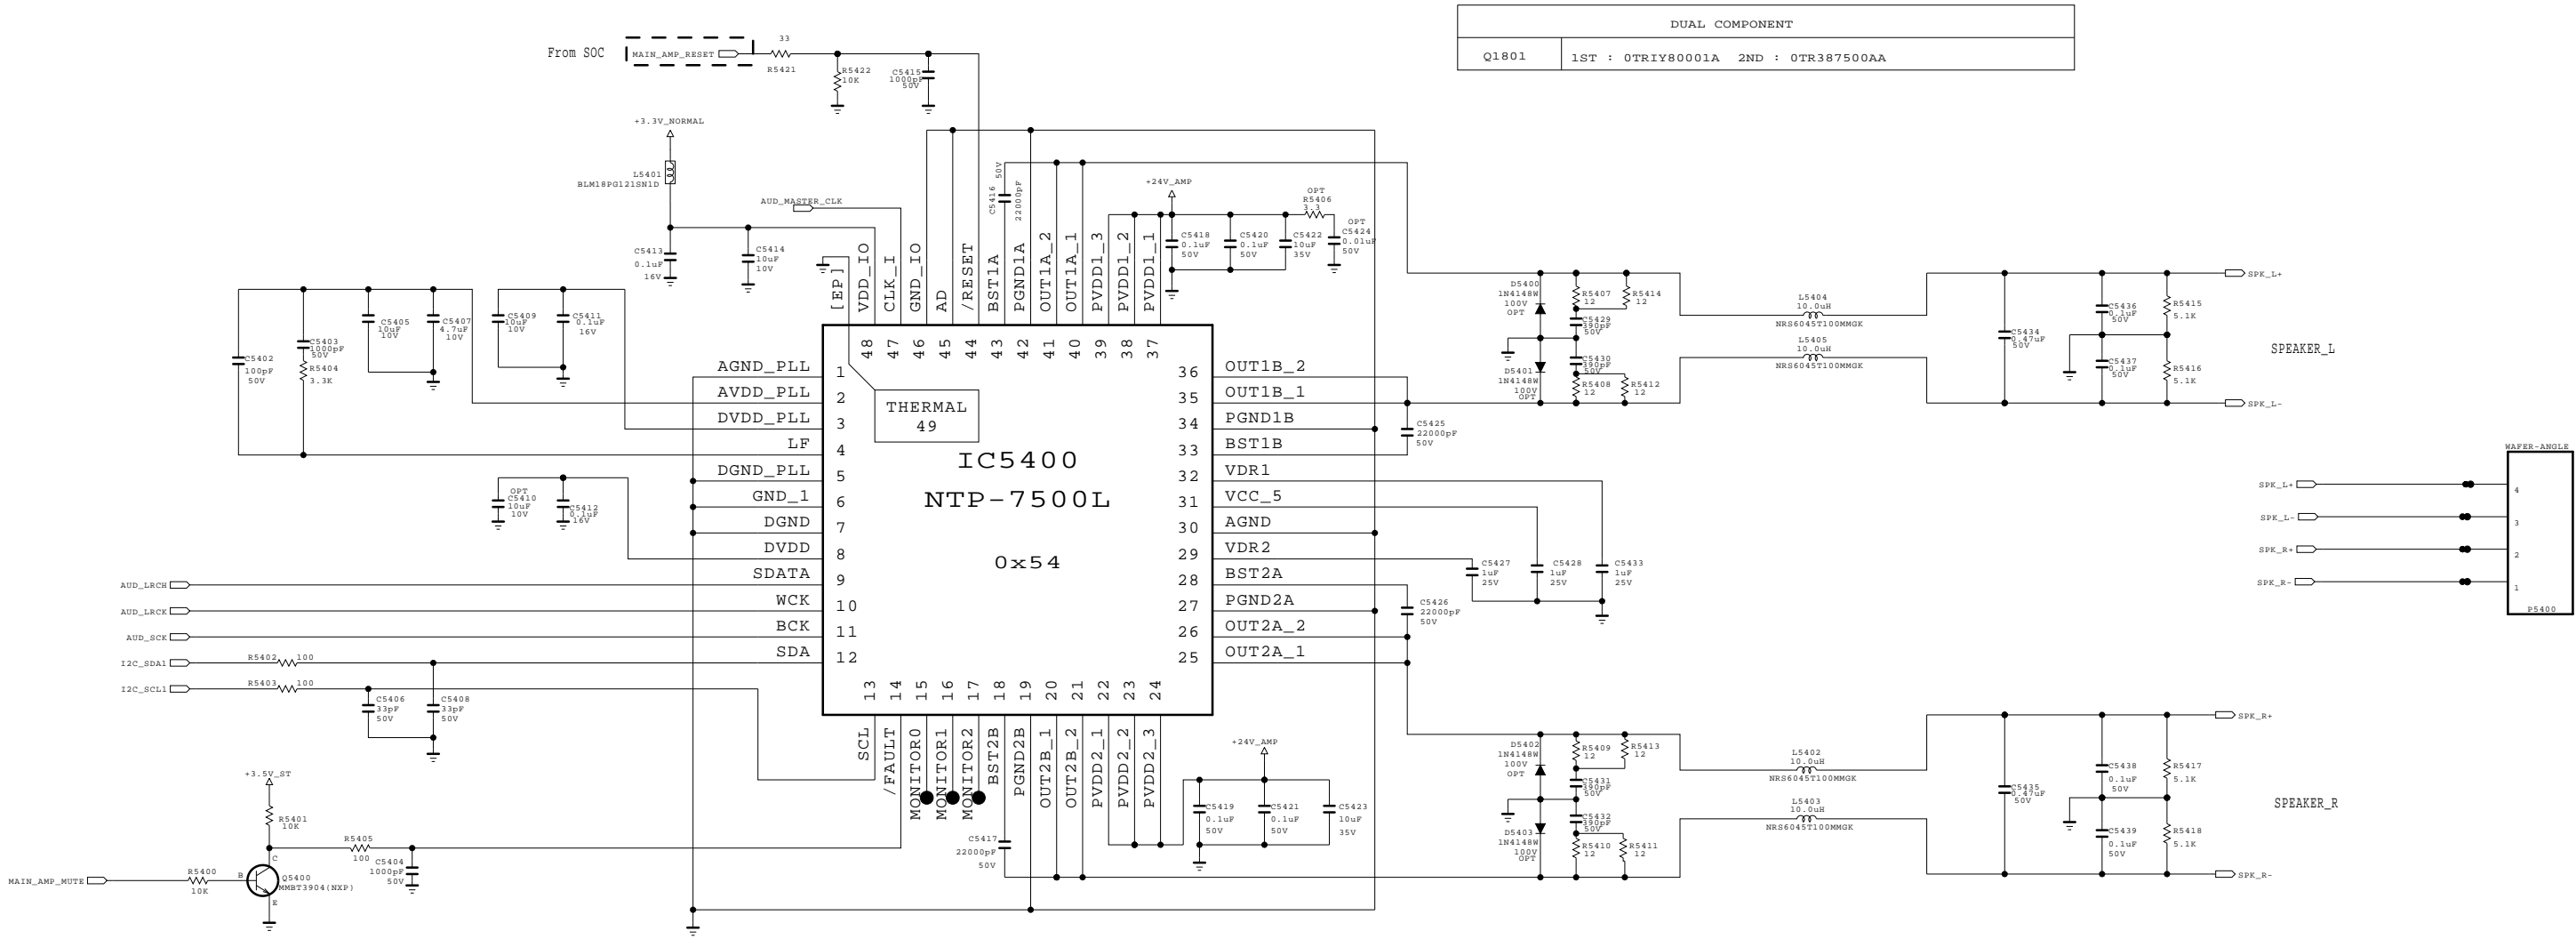 DUAL COMPONENT
Q1801
1ST : 0TRIY80001A 2ND : 0TR387500AA
From SOC
MAIN_AMP_RESET
33
R5421
R5422
10K
C5415
1000pF
50V
+3.3V_NORMAL
L5401
BLM18PG121SN1D
AUD_MASTER_CLK
C5413
0.1uF
16V
C5414
10uF
10V
C5416
22000pF
50V
+24V_AMP
C5418
0.1uF
50V
C5420
0.1uF
50V
C5422
10uF
35V
OPT
R5406
3.3
OPT
C5424
0.01uF
50V
[EP]
VDD_IO
CLK_I
GND_IO
AD
/RESET
BST1A
PGND1A
OUT1A_2
OUT1A_1
PVDD1_3
PVDD1_2
PVDD1_1
48
47
46
45
44
43
42
41
40
39
38
37
C5402
100pF
50V
C5403
1000pF
50V
R5404
3.3K
C5405
10uF
10V
C5407
4.7uF
10V
C5409
10uF
10V
C5411
0.1uF
16V
OPT
C5410
10uF
10V
C5412
0.1uF
16V
AGND_PLL
1
AVDD_PLL
2
DVDD_PLL
3
LF
4
DGND_PLL
5
GND_1
6
DGND
7
DVDD
8
SDATA
9
WCK
10
BCK
11
SDA
12
THERMAL
49
IC5400
NTP-7500L
0x54
36
OUT1B_2
35
OUT1B_1
34
PGND1B
33
BST1B
32
VDR1
31
VCC_5
30
AGND
29
VDR2
28
BST2A
27
PGND2A
26
OUT2A_2
25
OUT2A_1
13
14
15
16
17
18
19
20
21
22
23
24
SCL
/FAULT
MONITOR0
MONITOR1
MONITOR2
BST2B
PGND2B
OUT2B_1
OUT2B_2
PVDD2_1
PVDD2_2
PVDD2_3
AUD_LRCH
AUD_LRCK
AUD_SCK
I2C_SDA1
R5402
100
I2C_SCL1
R5403
100
C5406
33pF
50V
C5408
33pF
50V
+3.5V_ST
R5401
10K
R5405
100
C5404
1000pF
50V
MAIN_AMP_MUTE
R5400
10K
B
C
E
Q5400
MMBT3904(NXP)
C5417
22000pF
50V
+24V_AMP
C5419
0.1uF
50V
C5421
0.1uF
50V
C5423
10uF
35V
C5425
22000pF
50V
C5426
22000pF
50V
C5427
1uF
25V
C5428
1uF
25V
C5433
1uF
25V
D5400
1N4148W
100V
OPT
R5407
12
R5414
12
C5429
390pF
50V
C5430
390pF
50V
D5401
1N4148W
100V
OPT
R5408
12
R5412
12
L5404
10.0uH
NRS6045T100MMGK
L5405
10.0uH
NRS6045T100MMGK
C5434
0.47uF
50V
C5436
0.1uF
50V
C5437
0.1uF
50V
R5415
5.1K
R5416
5.1K
SPK_L+
SPEAKER_L
SPK_L-
D5402
1N4148W
100V
OPT
R5409
12
R5413
12
C5431
390pF
50V
C5432
390pF
50V
D5403
1N4148W
100V
OPT
R5410
12
R5411
12
L5402
10.0uH
NRS6045T100MMGK
L5403
10.0uH
NRS6045T100MMGK
C5435
0.47uF
50V
C5438
0.1uF
50V
C5439
0.1uF
50V
R5417
5.1K
R5418
5.1K
SPK_R+
SPEAKER_R
SPK_R-
WAFER-ANGLE
SPK_L+
4
SPK_L-
3
SPK_R+
2
SPK_R-
1
P5400